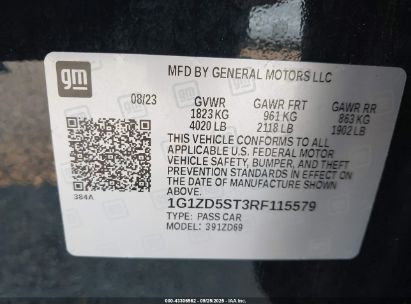 gm
MFD BY GENERAL MOTORS LLC
08/23 GVWR GAWR FRT GAWR RR
1823 KG 961 KG 863 KG
4020 LB 2118 LB 1902 LB
THIS VEHICLE CONFORMS TO ALL
APPLICABLE U.S. FEDERAL MOTOR
VEHICLE SAFETY, BUMPER, AND THEFT
PREVENTION STANDARDS IN EFFECT ON
THE DATE OF MANUFACTURE SHOWN
ABOVE.
384A
1G1ZD5ST3RF115579
TYPE: PASS CAR
MODEL: 391ZD69